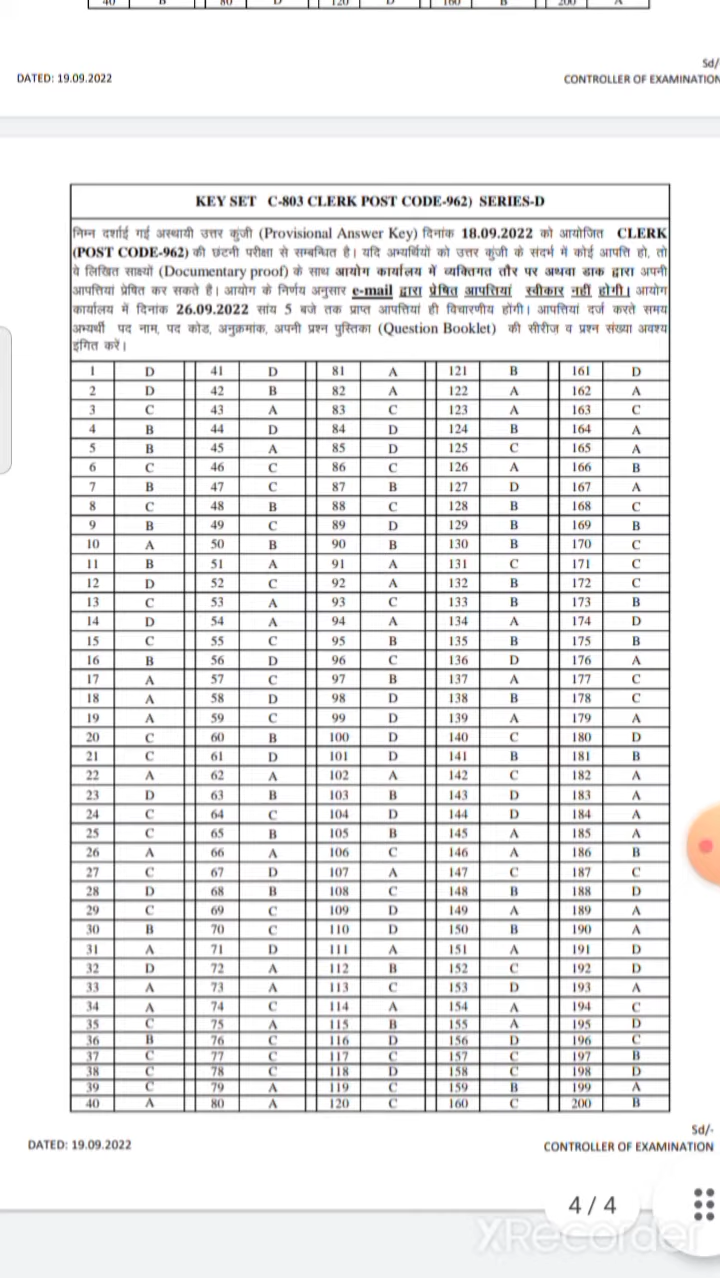 40 B 80 D 120 D 160 B 200 A
Sd/
DATED: 19.09.2022 CONTROLLER OF EXAMINATION
KEY SET C-803 CLERK POST CODE-962) SERIES-D
निम्न दर्शाई गई अस्थायी उत्तर कुंजी (Provisional Answer Key) दिनांक 18.09.2022 को आयोजित CLERK
(POST CODE-962) की छंटनी परीक्षा से सम्बन्धित है। यदि अभ्यर्थियों को उत्तर कुंजी के संदर्भ में कोई आपत्ति हो, तो
वे लिखित साक्ष्यों (Documentary proof) के साथ आयोग कार्यालय में व्यक्तिगत तौर पर अथवा डाक द्वारा अपनी
आपत्तियां प्रेषित कर सकते है। आयोग के निर्णय अनुसार e-mail द्वारा प्रेषित आपत्तियां स्वीकार नहीं होगी। आयोग
कार्यालय में दिनांक 26.09.2022 सांय 5 बजे तक प्राप्त आपत्तियां ही विचारणीय होंगी। आपत्तियां दर्ज करते समय
अभ्यर्थी पद नाम, पद कोड, अनुक्रमांक, अपनी प्रश्न पुस्तिका (Question Booklet) की सीरीज व प्रश्न संख्या अवश्य
इंगित करें।
1 D 41 D 81 A 121 B 161 D
2 D 42 B 82 A 122 A 162 A
3 C 43 A 83 C 123 A 163 C
4 B 44 D 84 D 124 B 164 A
5 B 45 A 85 D 125 C 165 A
6 C 46 C 86 C 126 A 166 B
7 B 47 C 87 B 127 D 167 A
8 C 48 B 88 C 128 B 168 C
9 B 49 C 89 D 129 B 169 B
10 A 50 B 90 B 130 B 170 C
11 B 51 A 91 A 131 C 171 C
12 D 52 C 92 A 132 B 172 C
13 C 53 A 93 C 133 B 173 B
14 D 54 A 94 A 134 A 174 D
15 C 55 C 95 B 135 B 175 B
16 B 56 D 96 C 136 D 176 A
17 A 57 C 97 B 137 A 177 C
18 A 58 D 98 D 138 B 178 C
19 A 59 C 99 D 139 A 179 A
20 C 60 B 100 D 140 C 180 D
21 C 61 D 101 D 141 B 181 B
22 A 62 A 102 A 142 C 182 A
23 D 63 B 103 B 143 D 183 A
24 C 64 C 104 D 144 D 184 A
25 C 65 B 105 B 145 A 185 A
26 A 66 A 106 C 146 A 186 B
27 C 67 D 107 A 147 C 187 C
28 D 68 B 108 C 148 B 188 D
29 C 69 C 109 D 149 A 189 A
30 B 70 C 110 D 150 B 190 A
31 A 71 D 111 A 151 A 191 D
32 D 72 A 112 B 152 C 192 D
33 A 73 A 113 C 153 D 193 A
34 A 74 C 114 A 154 A 194 C
35 C 75 A 115 B 155 A 195 D
36 B 76 C 116 D 156 D 196 C
37 C 77 C 117 C 157 C 197 B
38 C 78 C 118 D 158 C 198 D
39 C 79 A 119 C 159 B 199 A
40 A 80 A 120 C 160 C 200 B
Sd/-
DATED: 19.09.2022 CONTROLLER OF EXAMINATION
4 / 4
XRecorder